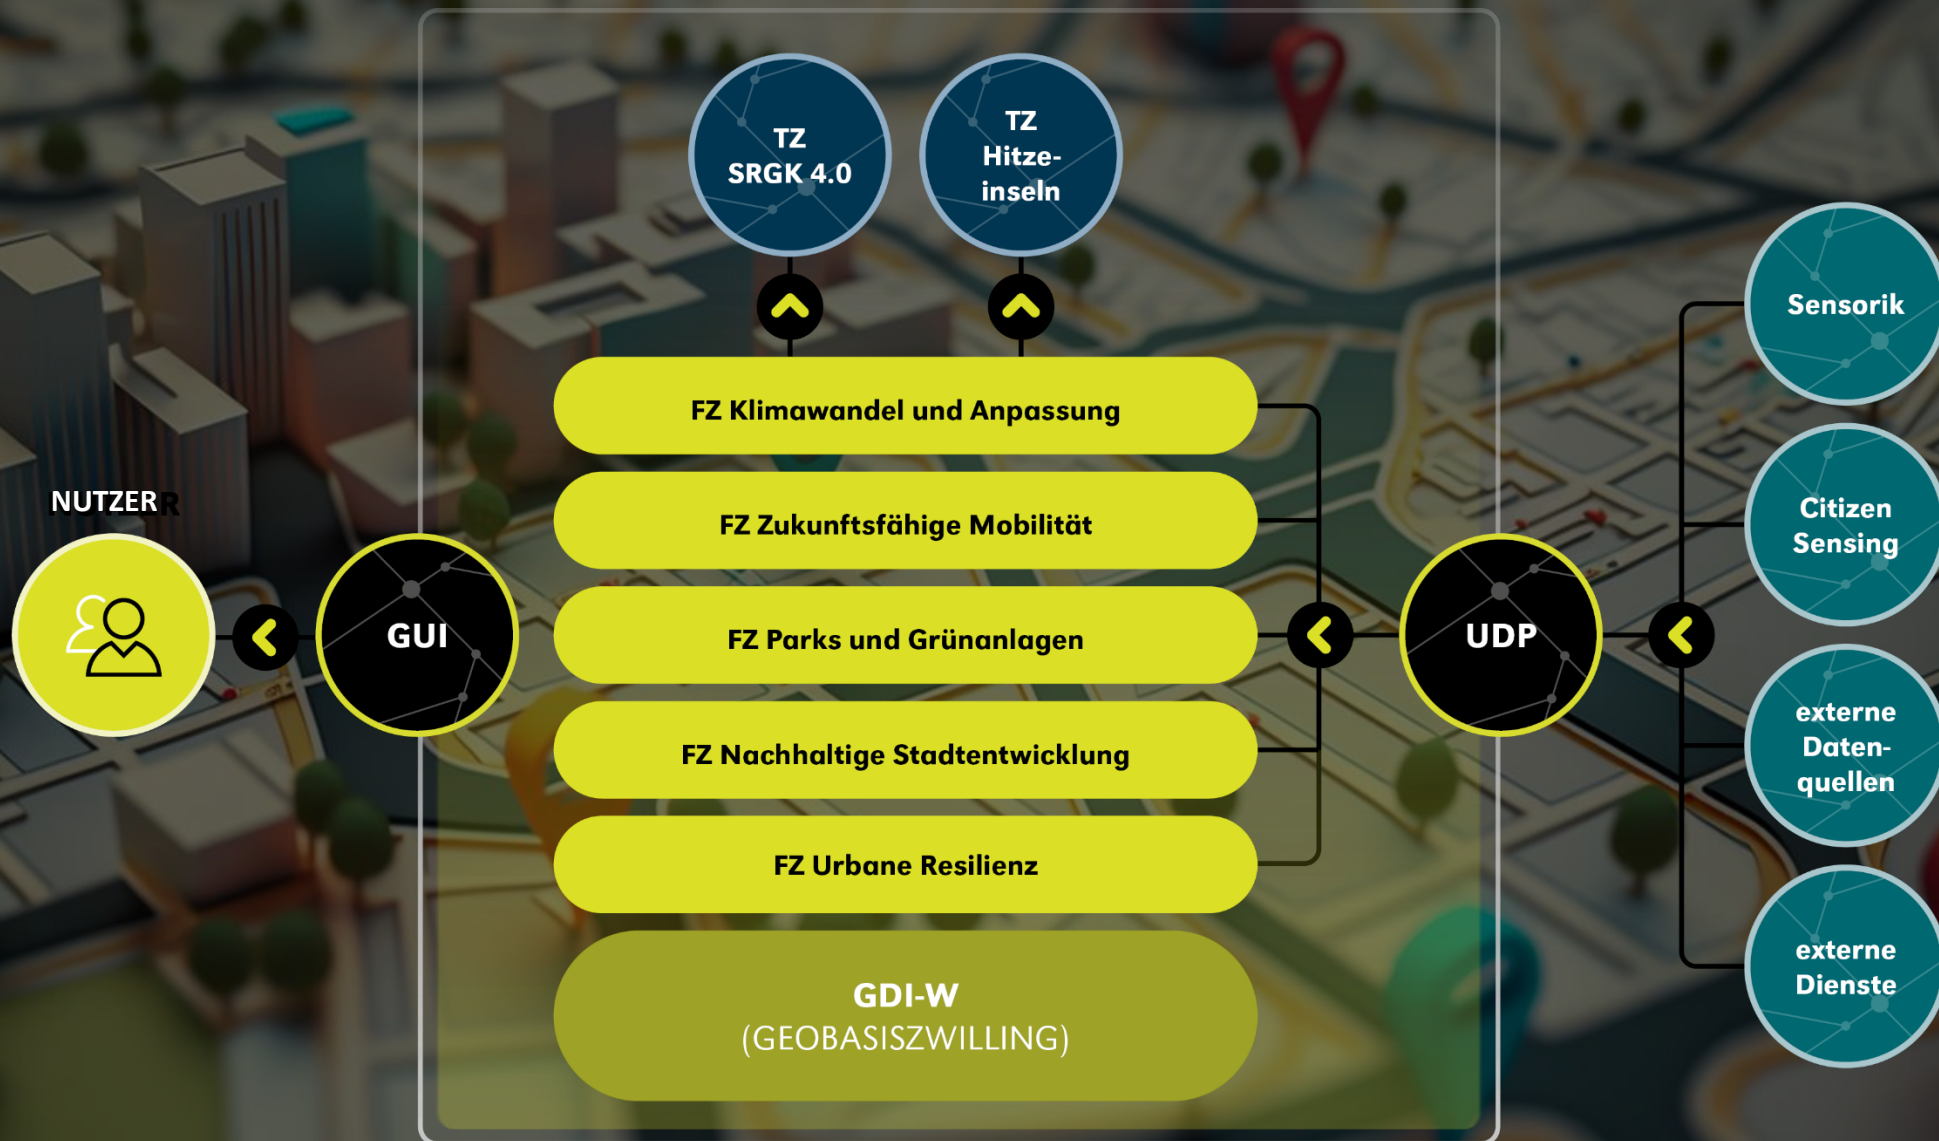 TZ
SRGK 4.0
TZ
Hitze-
inseln
FZ Klimawandel und Anpassung
FZ Zukunftsfähige Mobilität
FZ Parks und Grünanlagen
FZ Nachhaltige Stadtentwicklung
FZ Urbane Resilienz
GDI-W
(GEOBASISZWILLING)
NUTZER
GUI
UDP
Sensorik
Citizen
Sensing
externe
Daten-
quellen
externe
Dienste